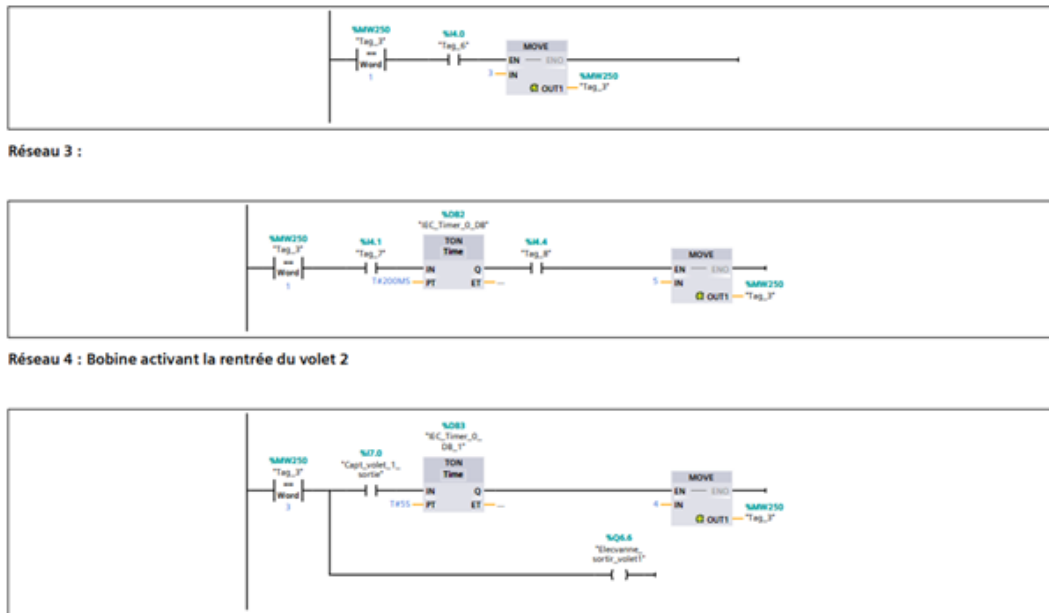 %MW250
"Tag_3"
==
Word
1
%I4.0
"Tag_6"
MOVE
EN ENO
3 IN
OUT1
%MW250
"Tag_3"
Réseau 3 :
%MW250
"Tag_3"
==
Word
1
%I4.1
"Tag_7"
%DB2
"IEC_Timer_0_DB"
TON
Time
IN Q
T#200MS PT ET ...
%I4.4
"Tag_8"
MOVE
EN ENO
5 IN
OUT1
%MW250
"Tag_3"
Réseau 4 : Bobine activant la rentrée du volet 2
%MW250
"Tag_3"
==
Word
3
%I7.0
"Capt_volet_1_
sortie"
%DB3
"IEC_Timer_0_
DB_1"
TON
Time
IN Q
T#5S PT ET ...
MOVE
EN ENO
4 IN
OUT1
%MW250
"Tag_3"
%Q6.6
"Elecvanne_
sortir_volet1"